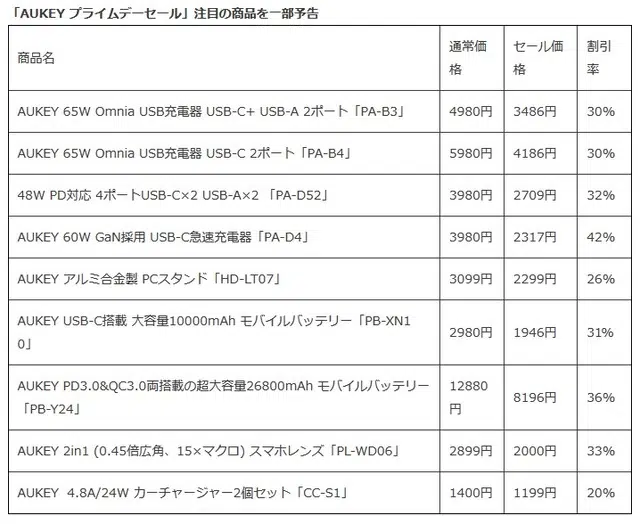 「AUKEY プライムデーセール」注目の商品を一部予告
商品名 通常価格 セール価格 割引率
AUKEY 65W Omnia USB充電器 USB-C+ USB-A 2ポート「PA-B3」 4980円 3486円 30%
AUKEY 65W Omnia USB充電器 USB-C 2ポート「PA-B4」 5980円 4186円 30%
48W PD対応 4ポートUSB-C×2 USB-A×2 「PA-D52」 3980円 2709円 32%
AUKEY 60W GaN採用 USB-C急速充電器「PA-D4」 3980円 2317円 42%
AUKEY アルミ合金製 PCスタンド「HD-LT07」 3099円 2299円 26%
AUKEY USB-C搭載 大容量10000mAh モバイルバッテリー「PB-XN1
0」 2980円 1946円 31%
AUKEY PD3.0&QC3.0両搭載の超大容量26800mAh モバイルバッテリー
「PB-Y24」 12880円 8196円 36%
AUKEY 2in1 (0.45倍広角、15×マクロ) スマホレンズ「PL-WD06」 2899円 2000円 33%
AUKEY 4.8A/24W カーチャージャー2個セット「CC-S1」 1400円 1199円 20%